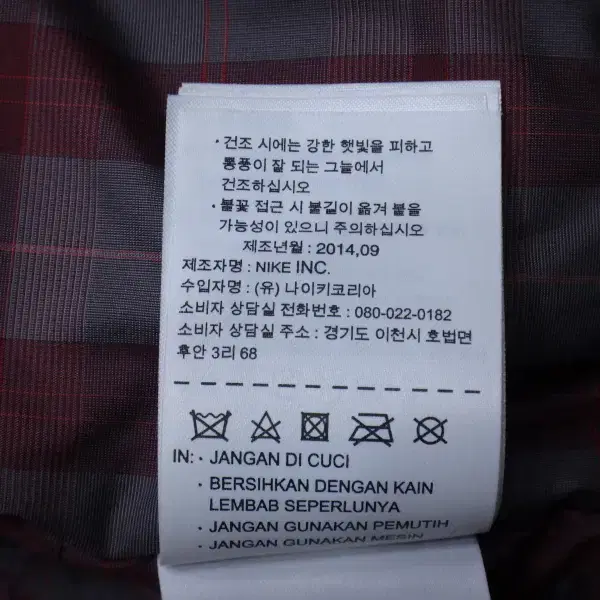 · 건조 시에는 강한 햇빛을 피하고
통풍이 잘 되는 그늘에서
건조하십시오
· 불꽃 접근 시 불길이 옮겨 붙을
가능성이 있으니 주의하십시오
제조년월 : 2014,09
제조자명 : NIKE INC.
수입자명 : (유) 나이키코리아
소비자 상담실 전화번호 : 080-022-0182
소비자 상담실 주소 : 경기도 이천시 호법면
후안 3리 68
IN: · JANGAN DI CUCI
· BERSIHKAN DENGAN KAIN
LEMBAB SEPERLUNYA
· JANGAN GUNAKAN PEMUTIH
· JANGAN GUNAKAN MESIN